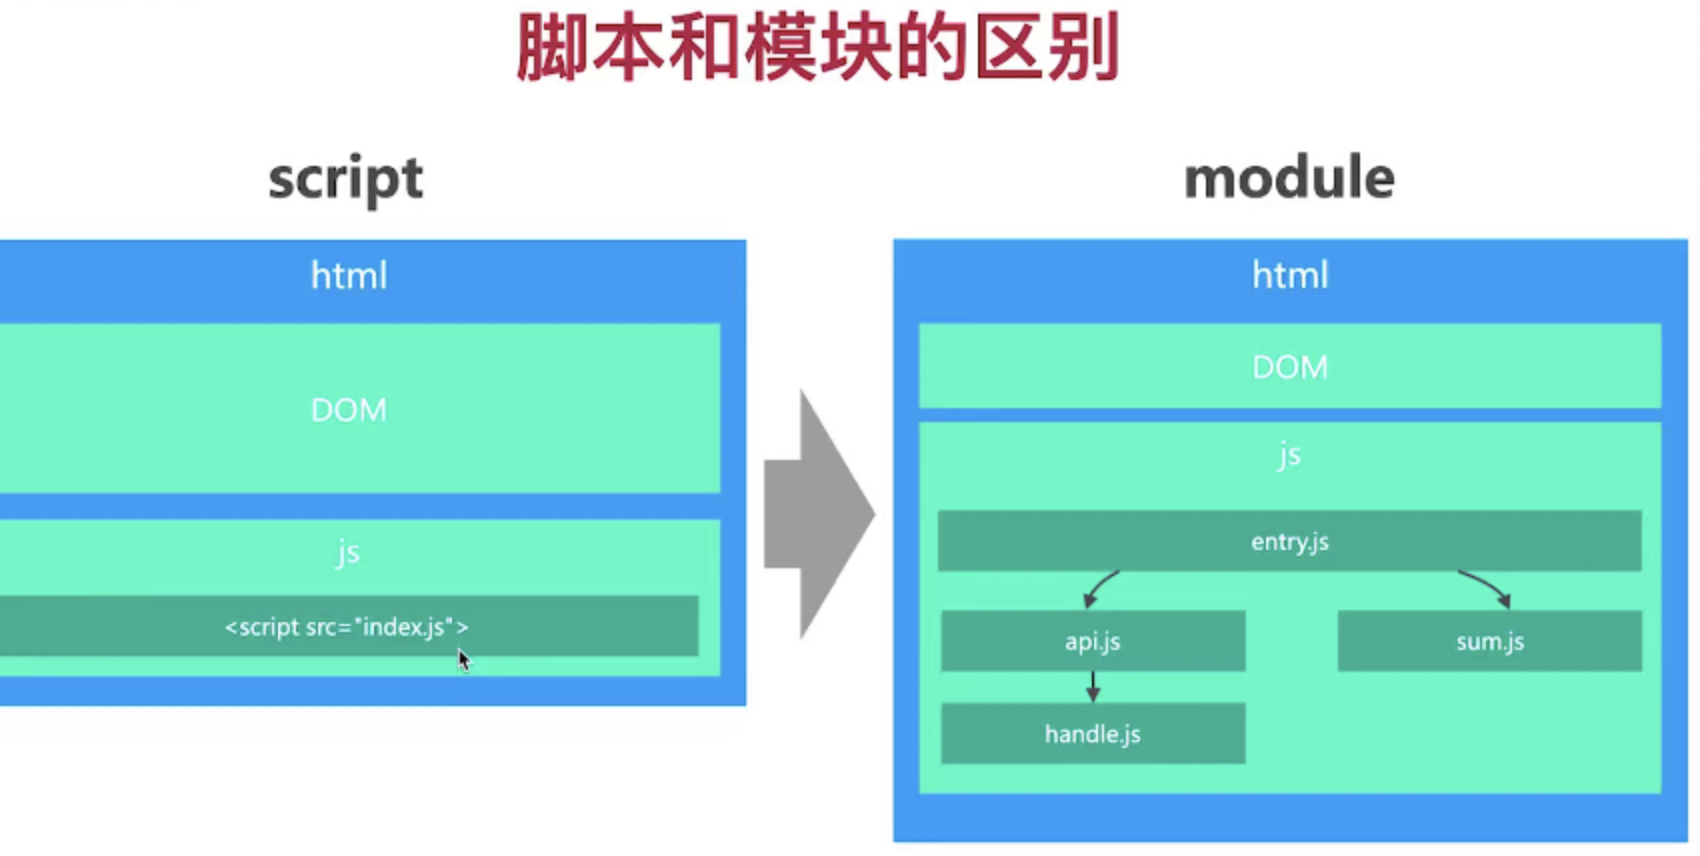 脚本和模块的区别
script
html
DOM
js
<script src="index.js">
module
html
DOM
js
entry.js
api.js
sum.js
handle.js